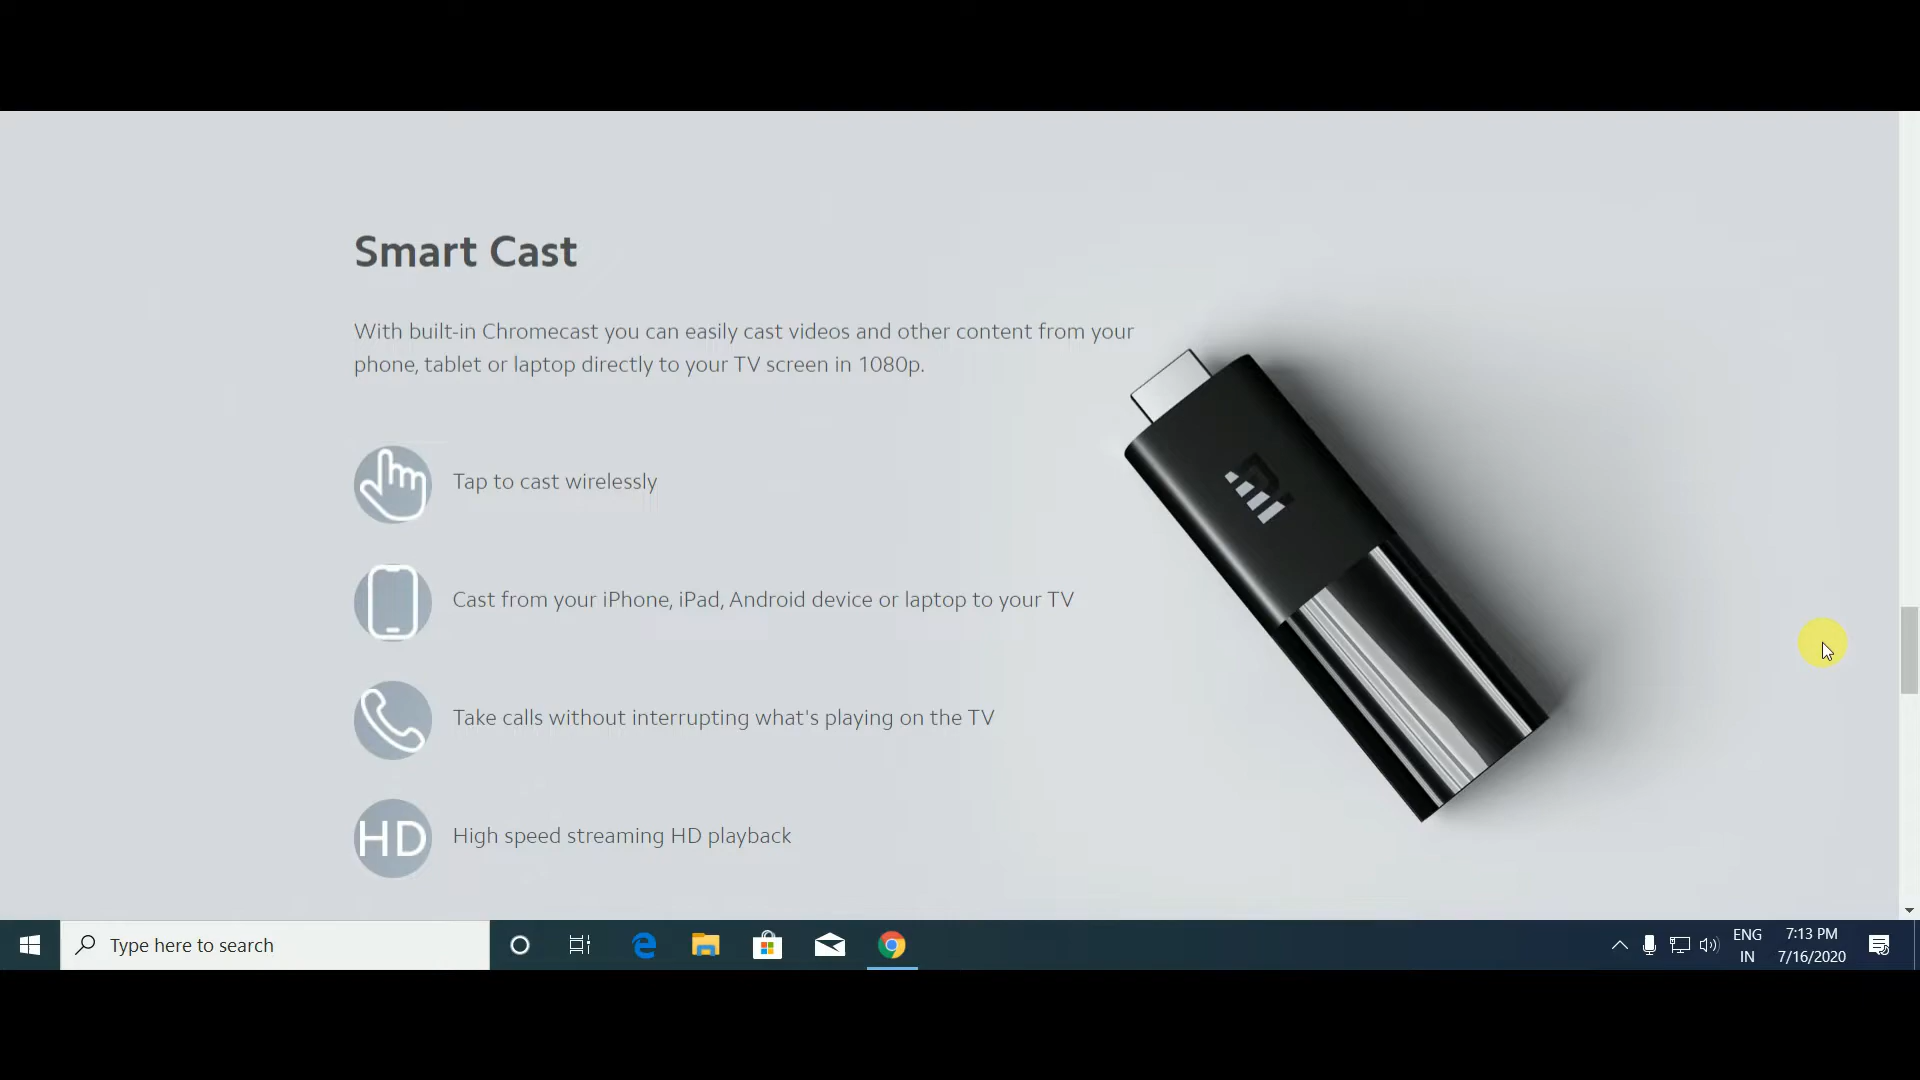 Smart Cast
With built-in Chromecast you can easily cast videos and other content from your
phone, tablet or laptop directly to your TV screen in 1080p.
Tap to cast wirelessly
Cast from your iPhone, iPad, Android device or laptop to your TV
Take calls without interrupting what's playing on the TV
HD
High speed streaming HD playback
Type here to search
ENG
IN
7:13 PM
7/16/2020